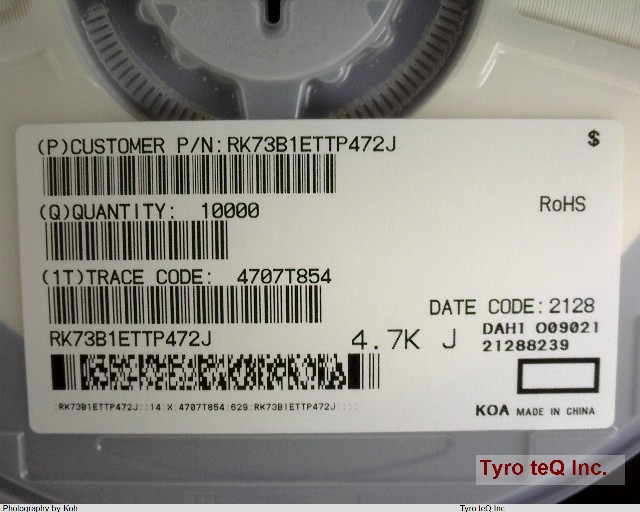 (P)CUSTOMER P/N:RK73B1ETTP472J
$
(Q)QUANTITY: 10000
RoHS
(1T)TRACE CODE: 4707T854
DATE CODE:2128
RK73B1ETTP472J
4.7K J
DAH1 O09021
21288239
:RK73B1ETTP472J::14:X:4707T854:629:RK73B1ETTP472J::::
KOA MADE IN CHINA
Tyro teQ Inc.
Photography by Koh
Tyro teQ Inc